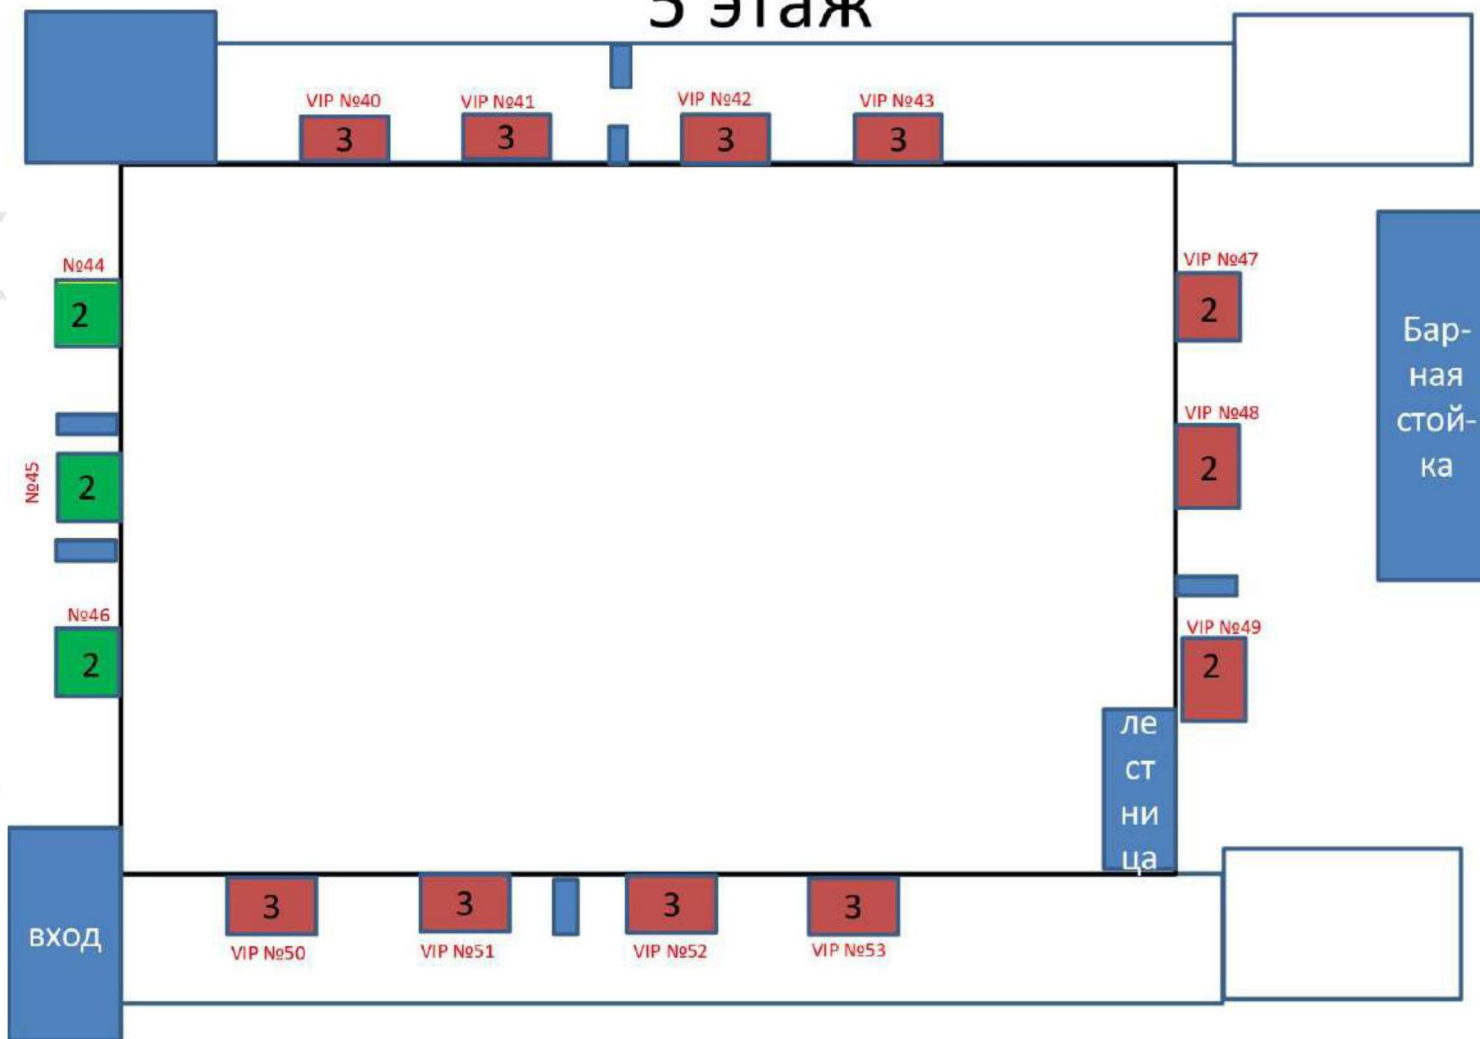 5 этаж
VIP №40
VIP №41
VIP №42
VIP №43
3
3
3
3
№44
2
VIP №47
2
Бар-
ная
стой-
ка
VIP №48
2
№45
2
№46
2
VIP №49
2
ле
ст
ни
ца
вход
3
3
3
3
VIP №50
VIP №51
VIP №52
VIP №53